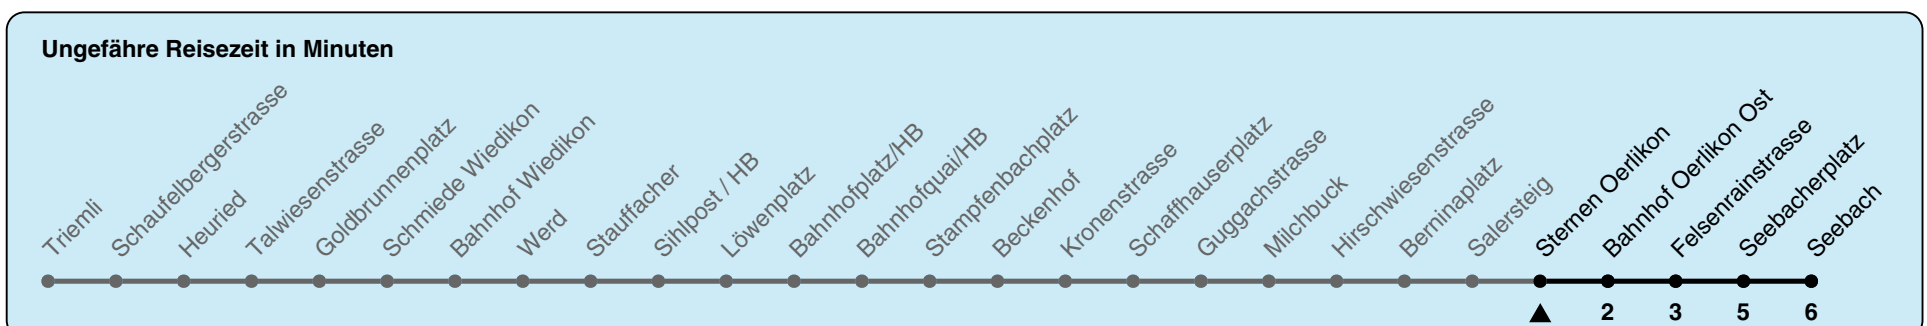 Ungefähre Reisezeit in Minuten
Triemli
Schaufelbergerstrasse
Heuried
Talwiesenstrasse
Goldbrunnenplatz
Schmiede Wiedikon
Bahnhof Wiedikon
Werd
Stauffacher
Sihlpost / HB
Löwenplatz
Bahnhofplatz/HB
Bahnhofquai/HB
Stampfenbachplatz
Beckenhof
Kronenstrasse
Schaffhauserplatz
Guggachstrasse
Milchbuck
Hirschwiesenstrasse
Berninaplatz
Salersteig
Sternen Oerlikon
Bahnhof Oerlikon Ost
Felsenrainstrasse
Seebacherplatz
Seebach
2 3 5 6